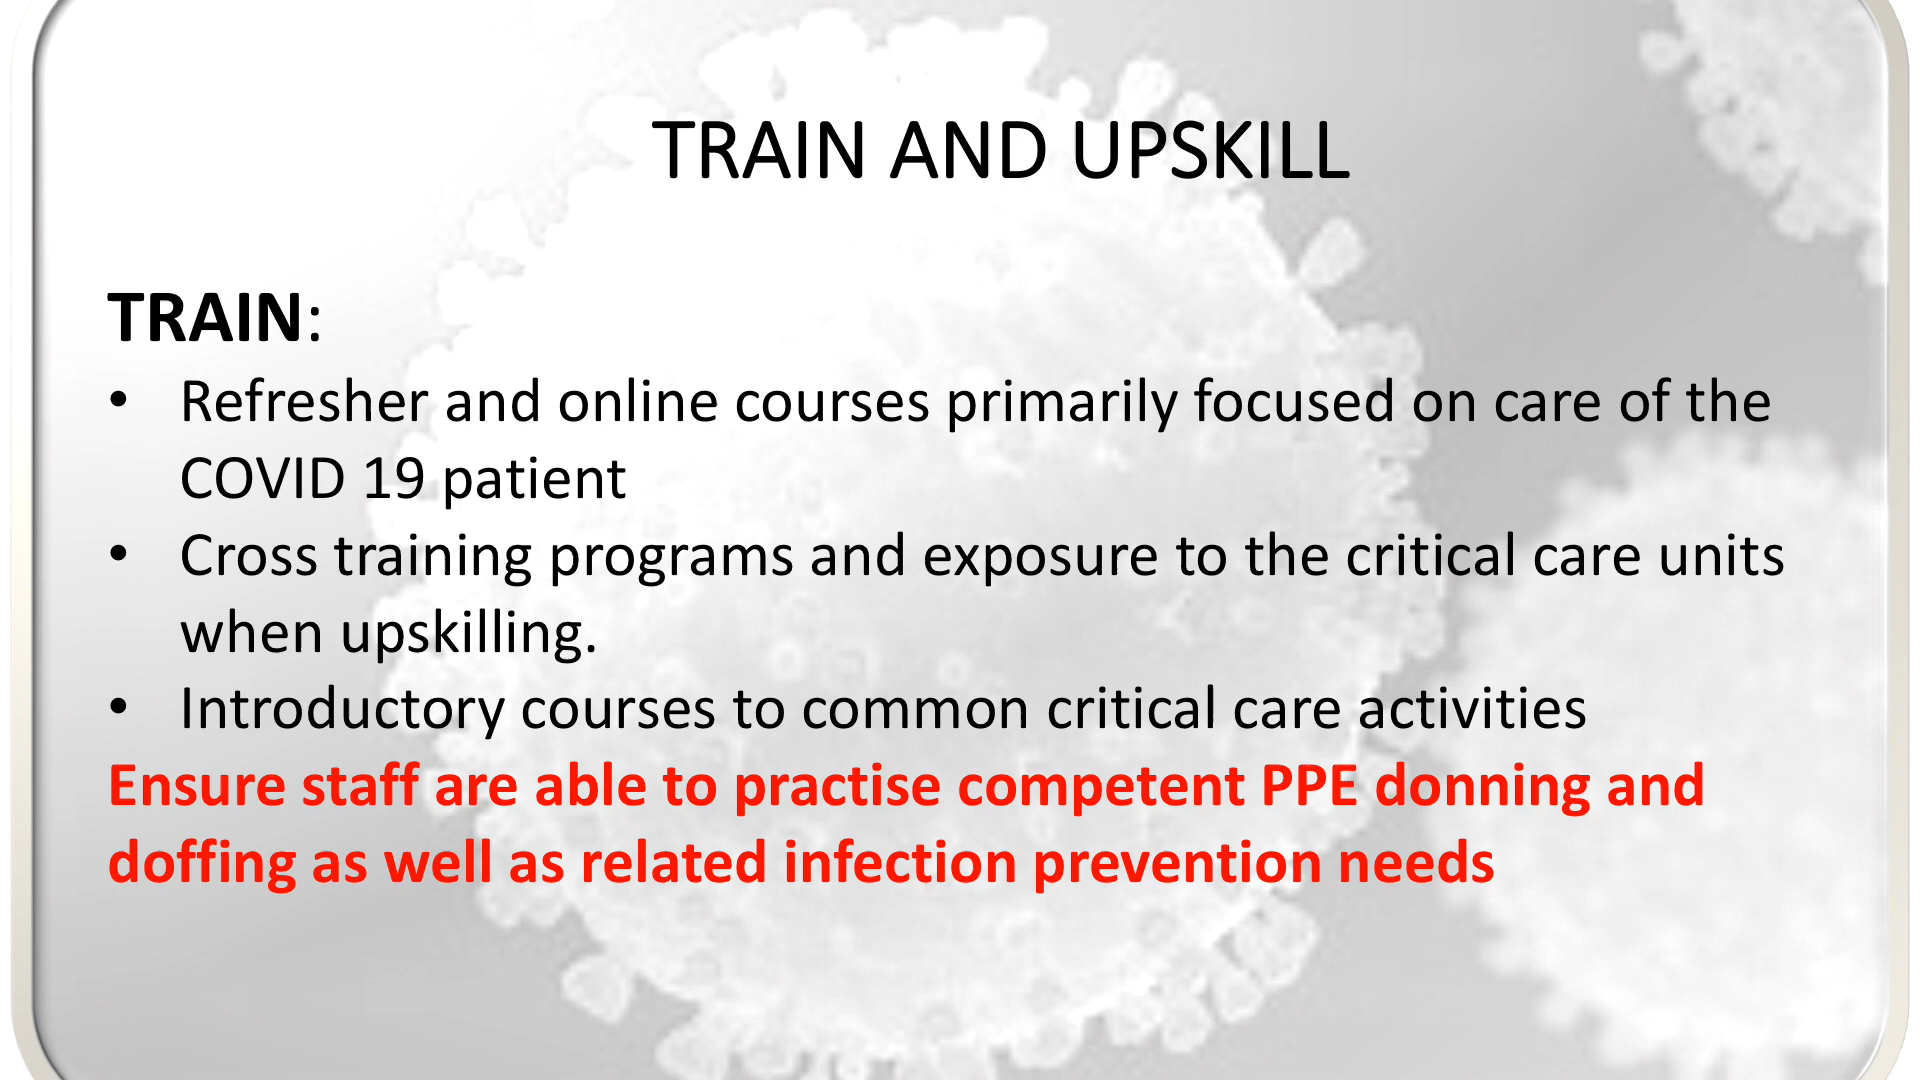 TRAIN AND UPSKILL
TRAIN:
• Refresher and online courses primarily focused on care of the
COVID 19 patient
• Cross training programs and exposure to the critical care units
when upskilling.
• Introductory courses to common critical care activities
Ensure staff are able to practise competent PPE donning and
doffing as well as related infection prevention needs